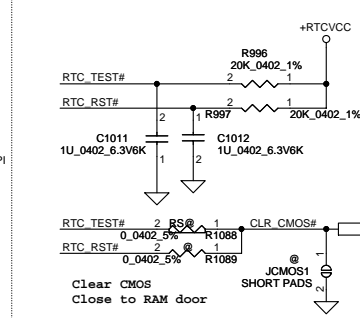 +RTCVCC
R996
20K_0402_1%
RTC_TEST# 2 1
RTC_RST# 2 1
R997 20K_0402_1%
2 1
C1011 C1012
1U_0402_6.3V6K 1U_0402_6.3V6K
1 2
PI
RTC_TEST# 2 RS@ 1 CLR_CMOS#
0_0402_5% R1088
RTC_RST# 2 @ 1
0_0402_5% R1089
@ 1
JCMOS1
SHORT PADS 2
Clear CMOS
Close to RAM door